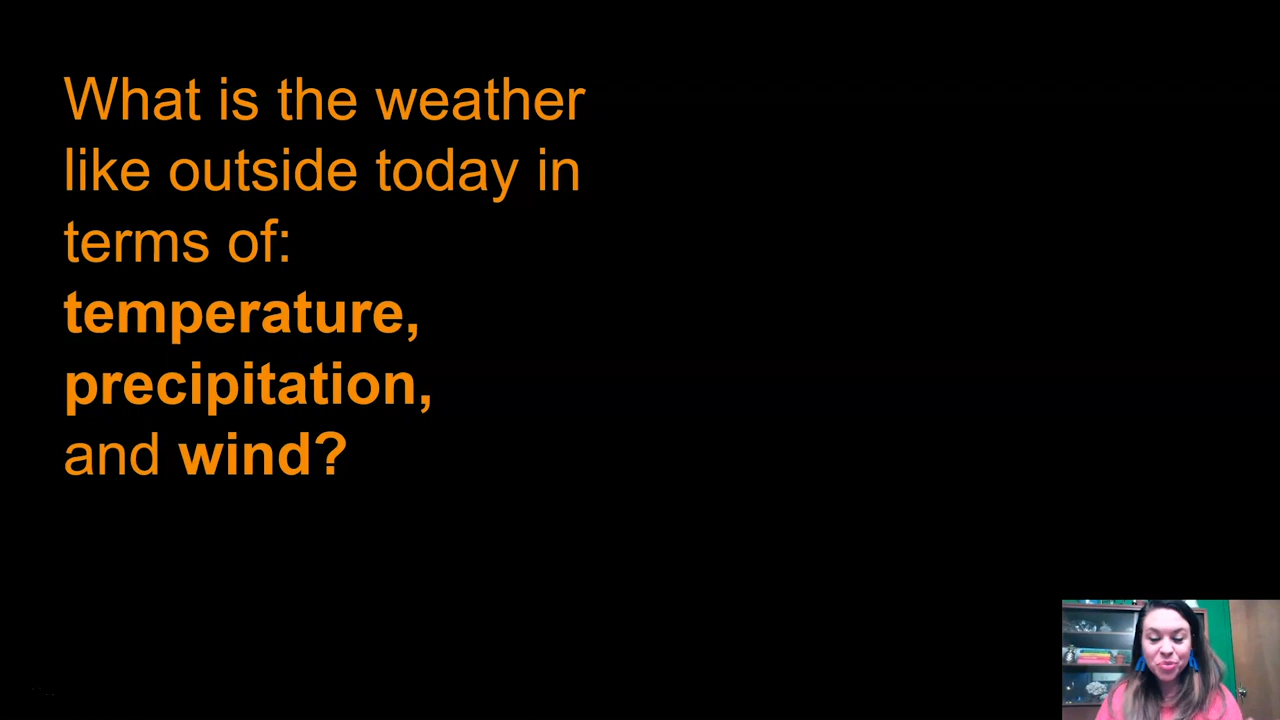 What is the weather
like outside today in
terms of:
temperature,
precipitation,
and wind?